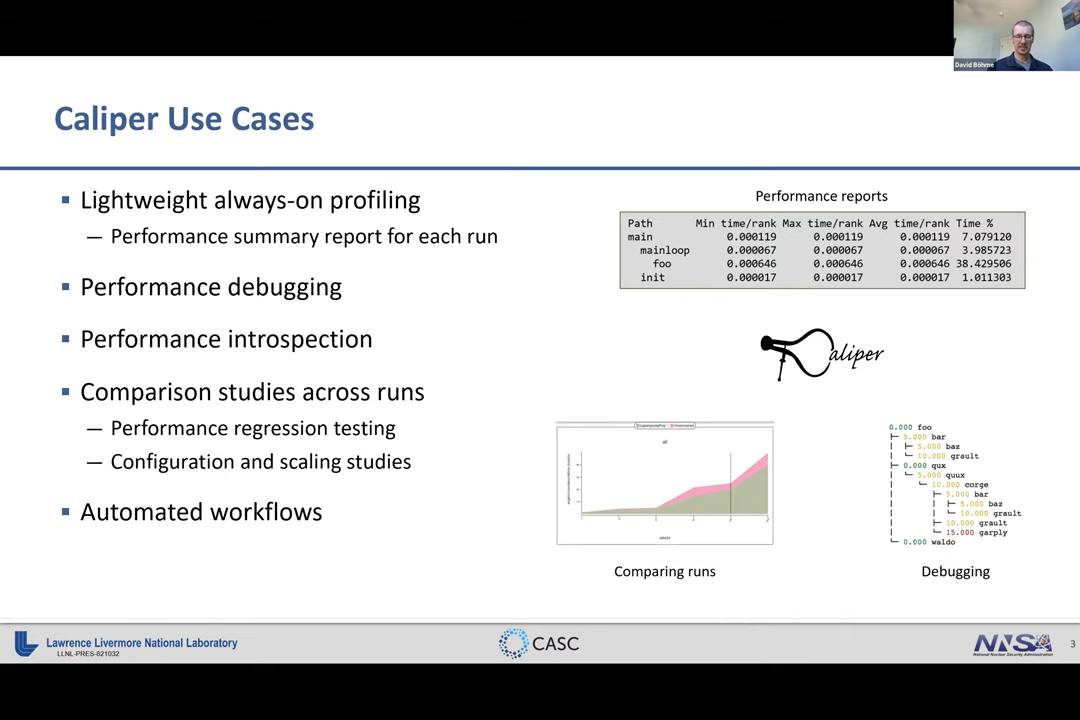 David Böhme
Caliper Use Cases
▪ Lightweight always-on profiling
— Performance summary report for each run
▪ Performance debugging
▪ Performance introspection
▪ Comparison studies across runs
— Performance regression testing
— Configuration and scaling studies
▪ Automated workflows
Performance reports
Path Min time/rank Max time/rank Avg time/rank Time %
main 0.000119 0.000119 0.000119 7.079120
mainloop 0.000067 0.000067 0.000067 3.985723
foo 0.000646 0.000646 0.000646 38.429506
init 0.000017 0.000017 0.000017 1.011303
Caliper
all
Comparing runs
0.000 foo
├─ 5.000 bar
│ ├─ 5.000 baz
│ └─ 10.000 grault
├─ 0.000 qux
│ └─ 5.000 quux
│ └─ 10.000 corge
│ ├─ 5.000 bar
│ │ ├─ 5.000 baz
│ │ └─ 10.000 grault
│ ├─ 10.000 grault
│ └─ 15.000 garply
└─ 0.000 waldo
Debugging
Lawrence Livermore National Laboratory
LLNL-PRES-821032
CASC
NNSA
National Nuclear Security Administration
3